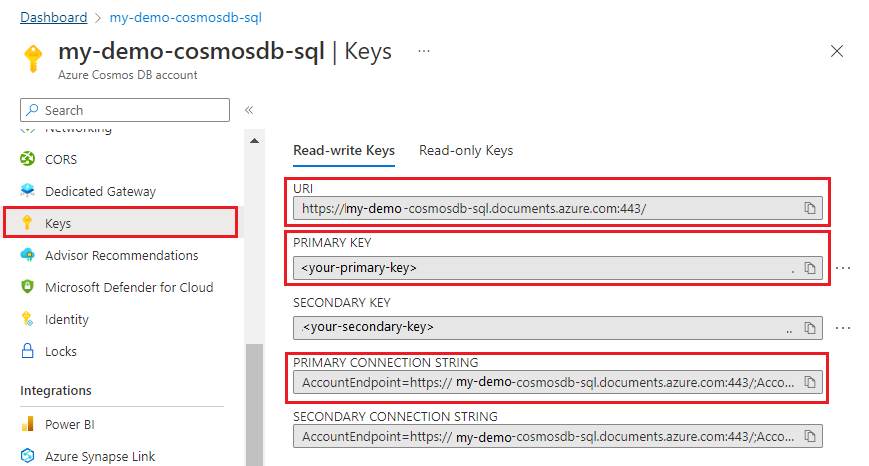 Dashboard > my-demo-cosmosdb-sql
my-demo-cosmosdb-sql | Keys ...
Azure Cosmos DB account
Search «
Networking
CORS
Dedicated Gateway
Keys
Advisor Recommendations
Microsoft Defender for Cloud
Identity
Locks
Integrations
Power BI
Azure Synapse Link
Read-write Keys Read-only Keys
URI
https://my-demo-cosmosdb-sql.documents.azure.com:443/
PRIMARY KEY
<your-primary-key> . ...
SECONDARY KEY
.<your-secondary-key> .. ...
PRIMARY CONNECTION STRING
AccountEndpoint=https:// my-demo-cosmosdb-sql.documents.azure.com:443/;Acco...
SECONDARY CONNECTION STRING
AccountEndpoint=https:// my-demo-cosmosdb-sql.documents.azure.com:443/;Acco...